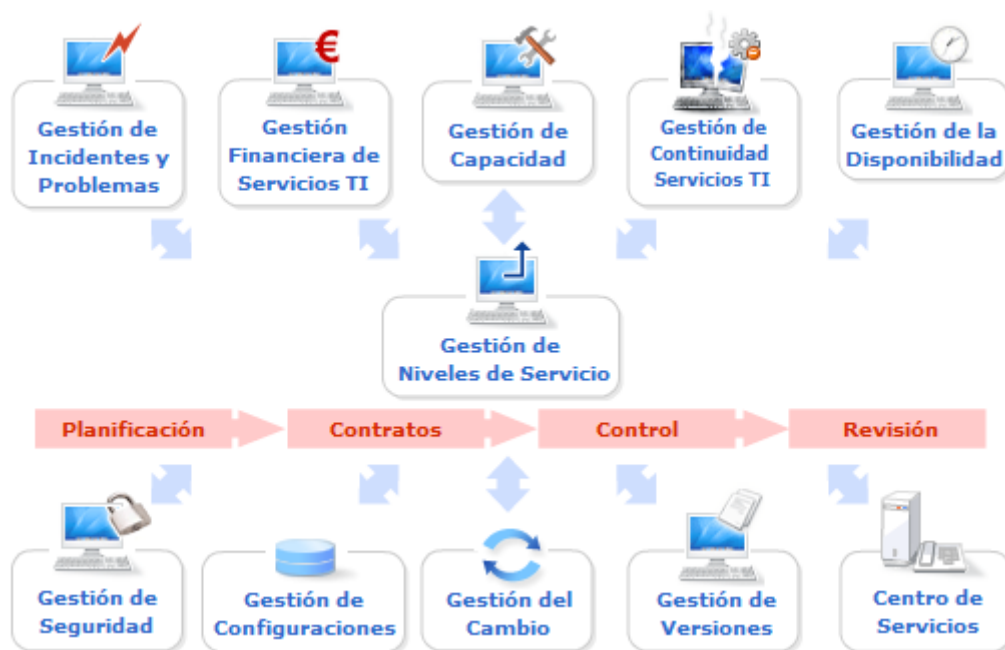 €
Gestión de
Incidentes y
Problemas
Gestión
Financiera de
Servicios TI
Gestión de
Capacidad
Gestión de
Continuidad
Servicios TI
Gestión de la
Disponibilidad
Gestión de
Niveles de Servicio
Planificación
Contratos
Control
Revisión
Gestión de
Seguridad
Gestión de
Configuraciones
Gestión del
Cambio
Gestión de
Versiones
Centro de
Servicios